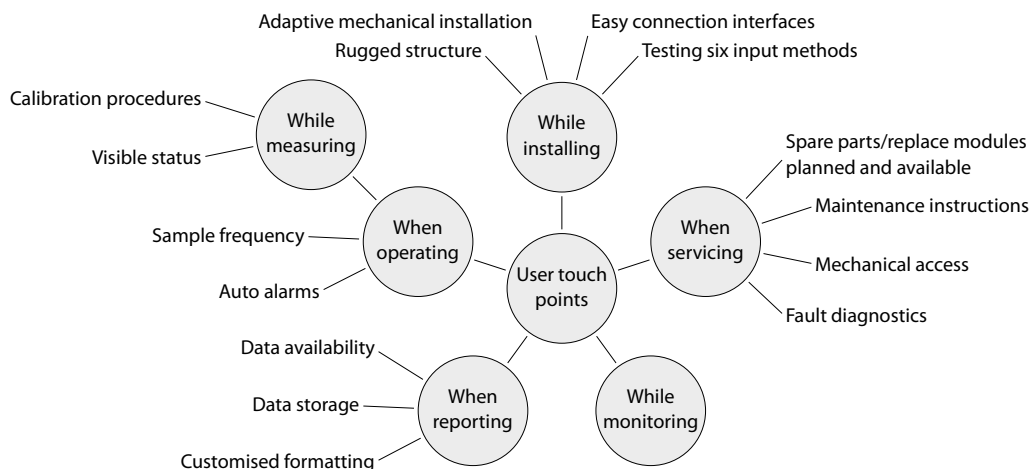 Adaptive mechanical installation
Easy connection interfaces
Rugged structure
Testing six input methods
Calibration procedures
While
measuring
Visible status
While
installing
Spare parts/replace modules
planned and available
Maintenance instructions
When
servicing
Mechanical access
Fault diagnostics
Sample frequency
When
operating
Auto alarms
User touch
points
Data availability
Data storage
When
reporting
Customised formatting
While
monitoring